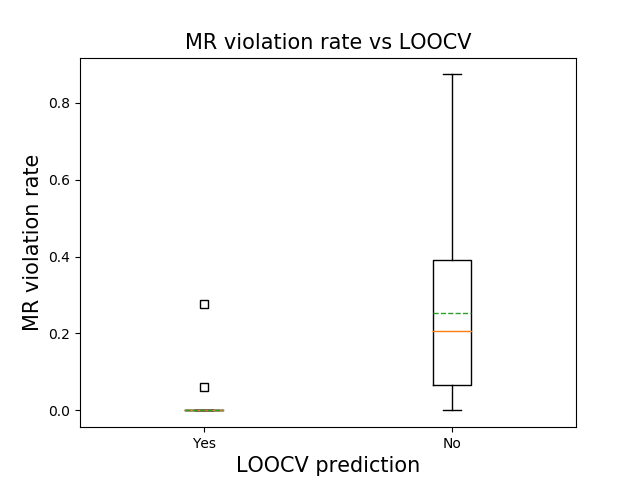 MR violation rate vs LOOCV
MR violation rate
0.8
0.6
0.4
0.2
0.0
Yes
No
LOOCV prediction